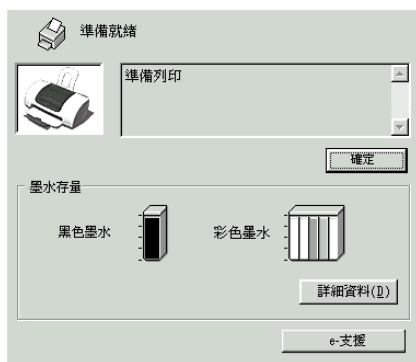 準備就緒
準備列印
確定
墨水存量
黑色墨水
彩色墨水
詳細資料(D)
e-支援